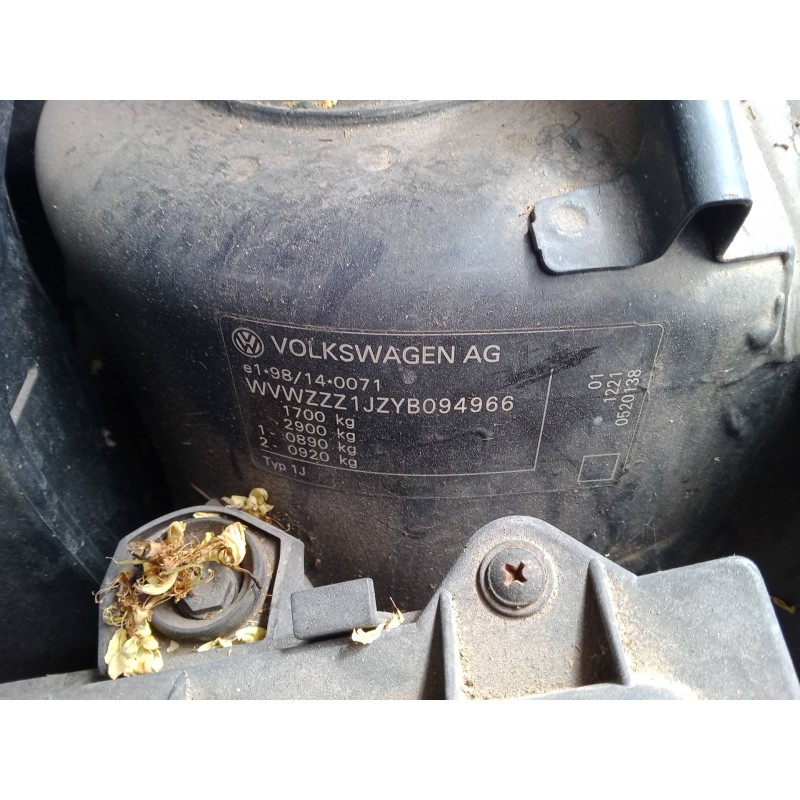 VOLKSWAGEN AG
e1*98/14*0071
WVWZZZ1JZYB094966
1700 kg
2900 kg
1 - 0890 kg
2 - 0920 kg
Typ 1J
01
1221
0520138